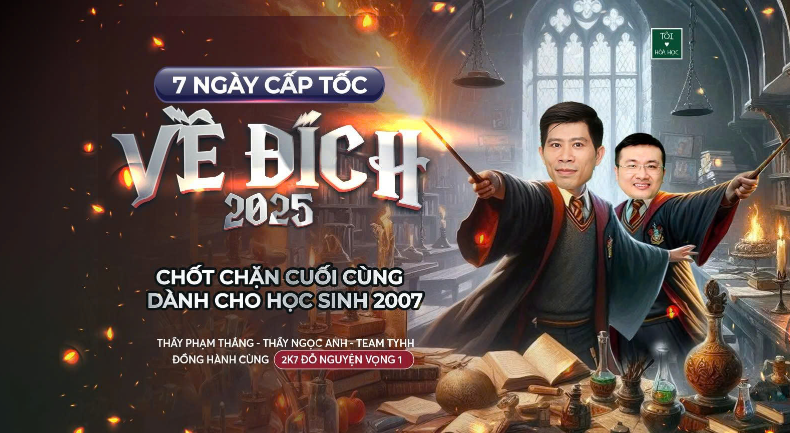 TÔI
♥
HÓA HỌC
7 NGÀY CẤP TỐC
VỀ ĐÍCH
2025
CHỐT CHẶN CUỐI CÙNG
DÀNH CHO HỌC SINH 2007
THẦY PHẠM THẮNG - THẦY NGỌC ANH - TEAM TYHH
ĐỒNG HÀNH CÙNG 2K7 ĐỖ NGUYỆN VỌNG 1